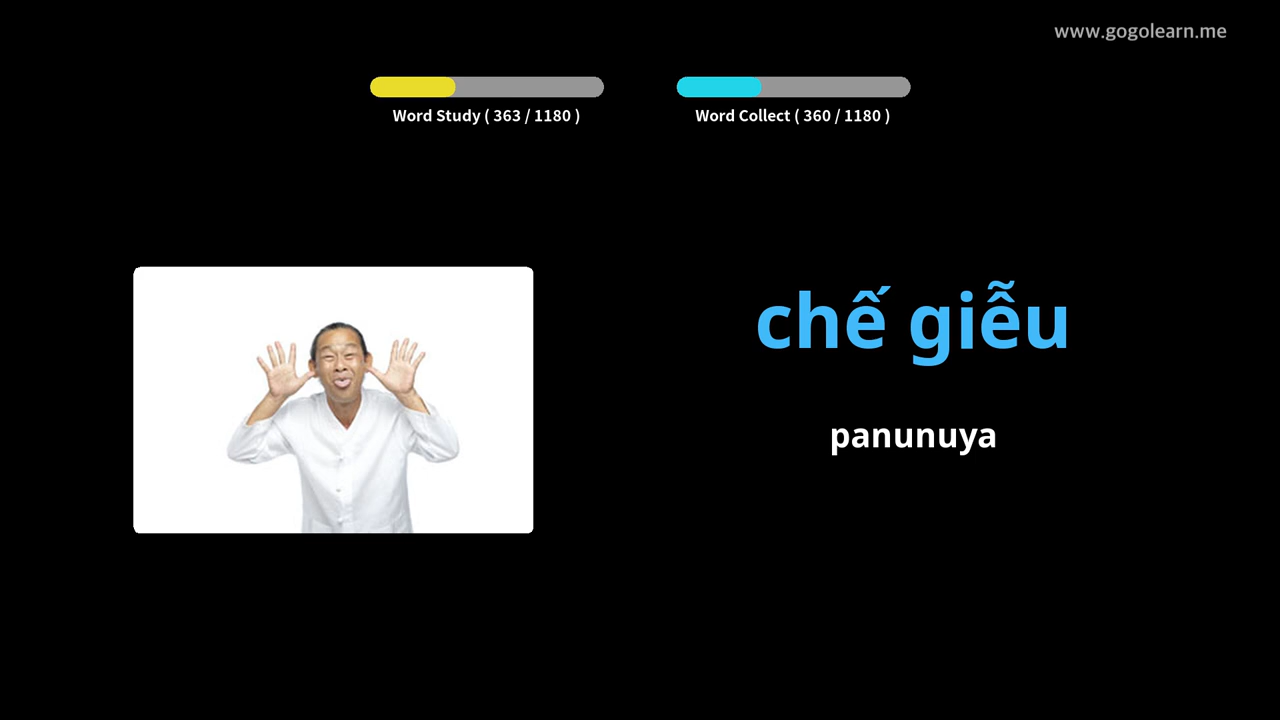 www.gogolearn.me
Word Study ( 363 / 1180 )
Word Collect ( 360 / 1180 )
chế giễu
panunuya